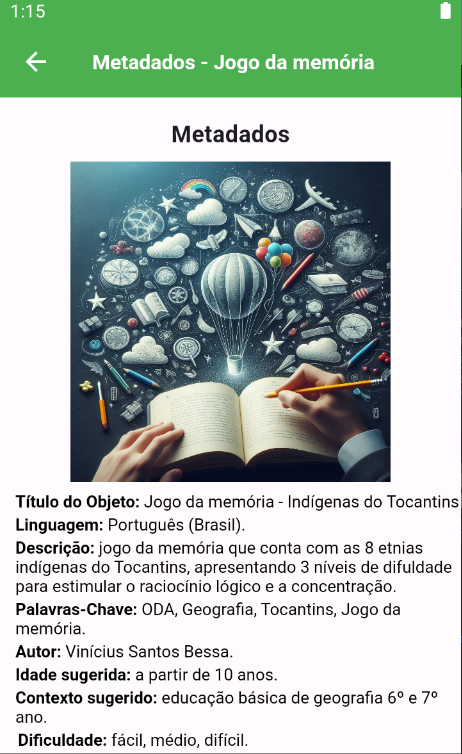 1:15
Metadados - Jogo da memória
Metadados
Título do Objeto: Jogo da memória - Indígenas do Tocantins
Linguagem: Português (Brasil).
Descrição: jogo da memória que conta com as 8 etnias
indígenas do Tocantins, apresentando 3 níveis de difuldade
para estimular o raciocínio lógico e a concentração.
Palavras-Chave: ODA, Geografia, Tocantins, Jogo da
memória.
Autor: Vinícius Santos Bessa.
Idade sugerida: a partir de 10 anos.
Contexto sugerido: educação básica de geografia 6º e 7º
ano.
Dificuldade: fácil, médio, difícil.